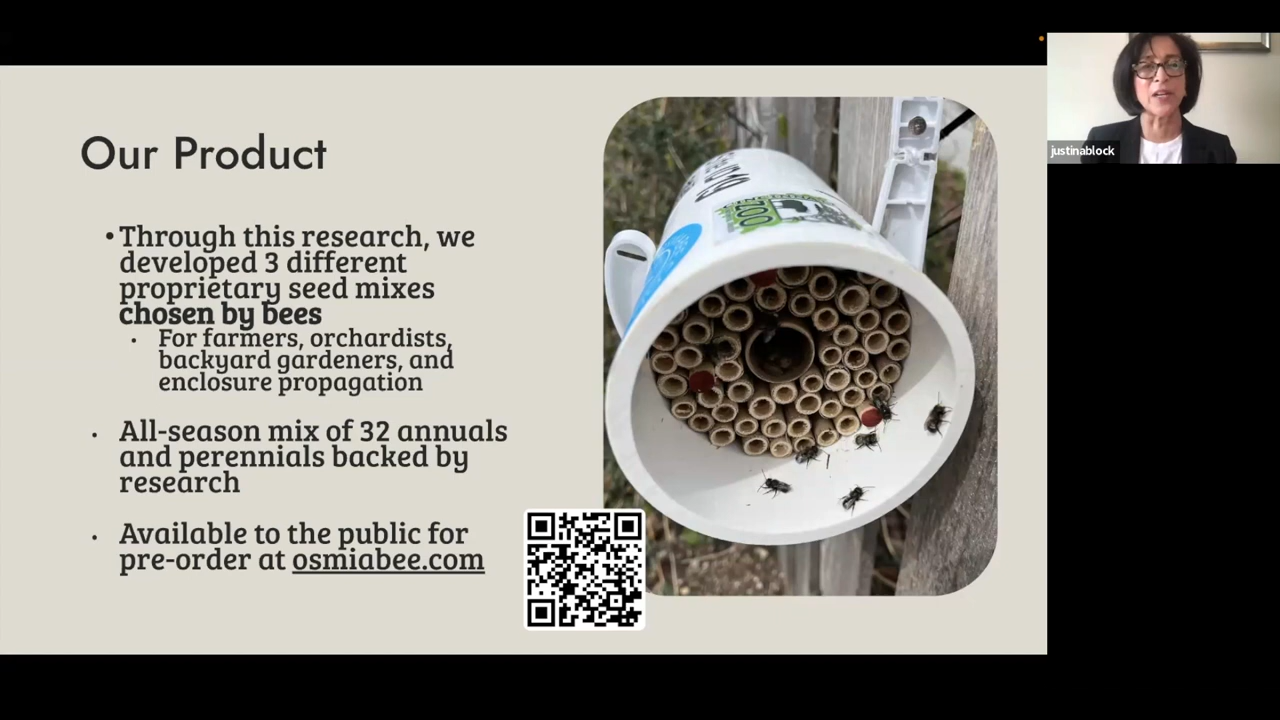 Our Product
• Through this research, we
developed 3 different
proprietary seed mixes
chosen by bees
• For farmers, orchardists,
backyard gardeners, and
enclosure propagation
• All-season mix of 32 annuals
and perennials backed by
research
• Available to the public for
pre-order at osmiabee.com
ZOO
justinablock